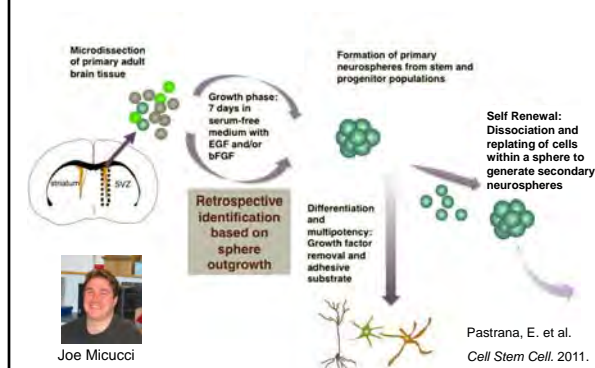 Microdissection
of primary adult
brain tissue
striatum
SVZ
Growth phase:
7 days in
serum-free
medium with
EGF and/or
bFGF
Retrospective
identification
based on
sphere
outgrowth
Formation of primary
neurospheres from stem and
progenitor populations
Self Renewal:
Dissociation and
replating of cells
within a sphere to
generate secondary
neurospheres
Differentiation
and
multipotency:
Growth factor
removal and
adhesive
substrate
Joe Micucci
Pastrana, E. et al.
Cell Stem Cell. 2011.